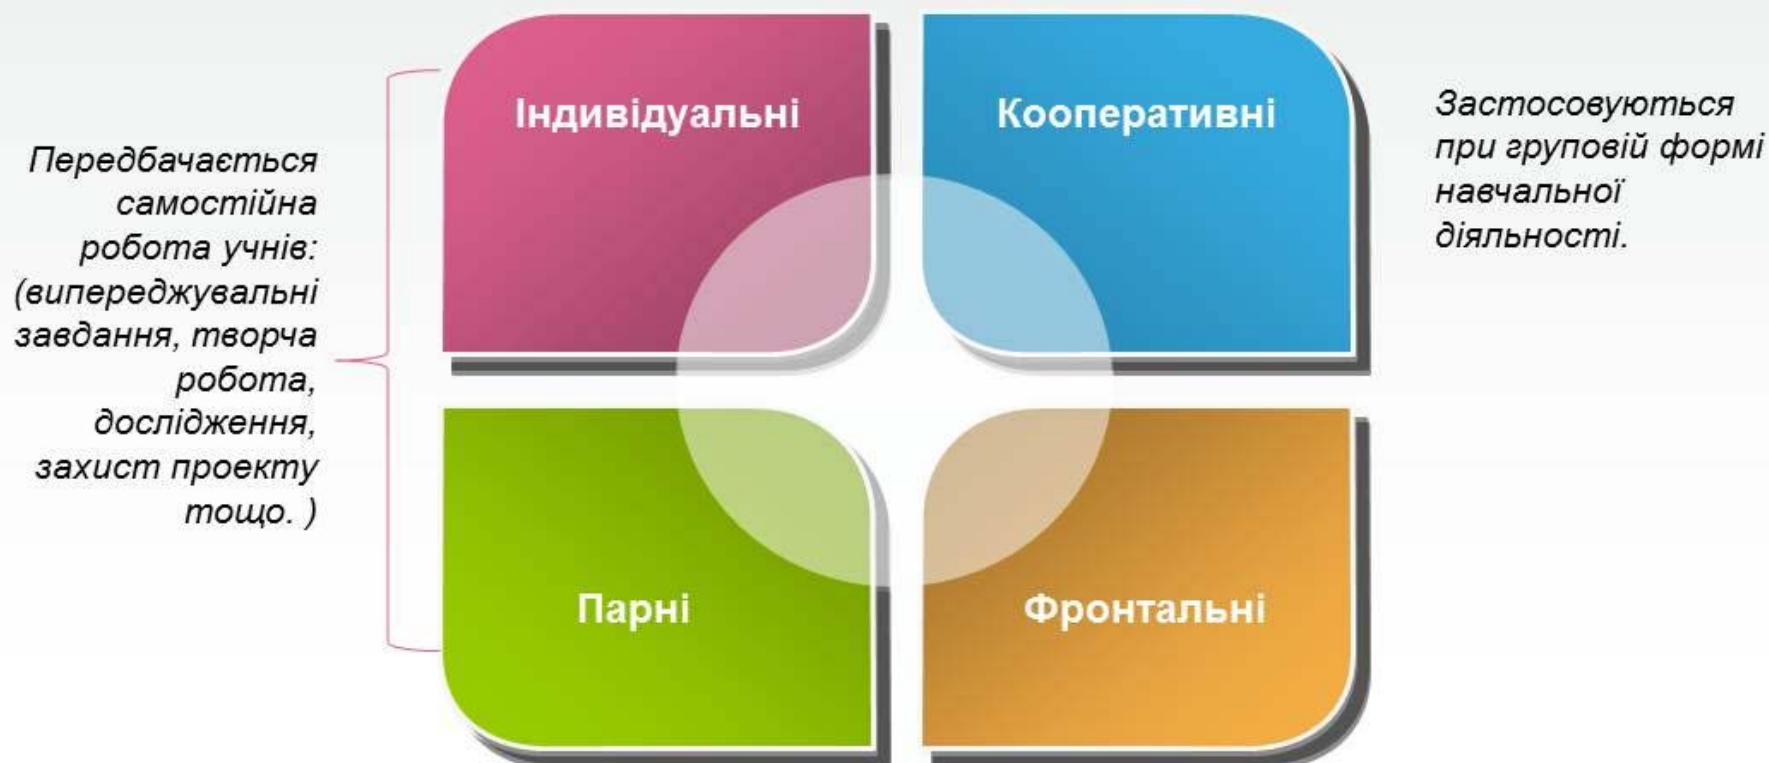 Індивідуальні
Кооперативні
Передбачається
самостійна
робота учнів:
(випереджувальні
завдання, творча
робота,
дослідження,
захист проекту
тощо. )
Застосовуються
при груповій формі
навчальної
діяльності.
Парні
Фронтальні